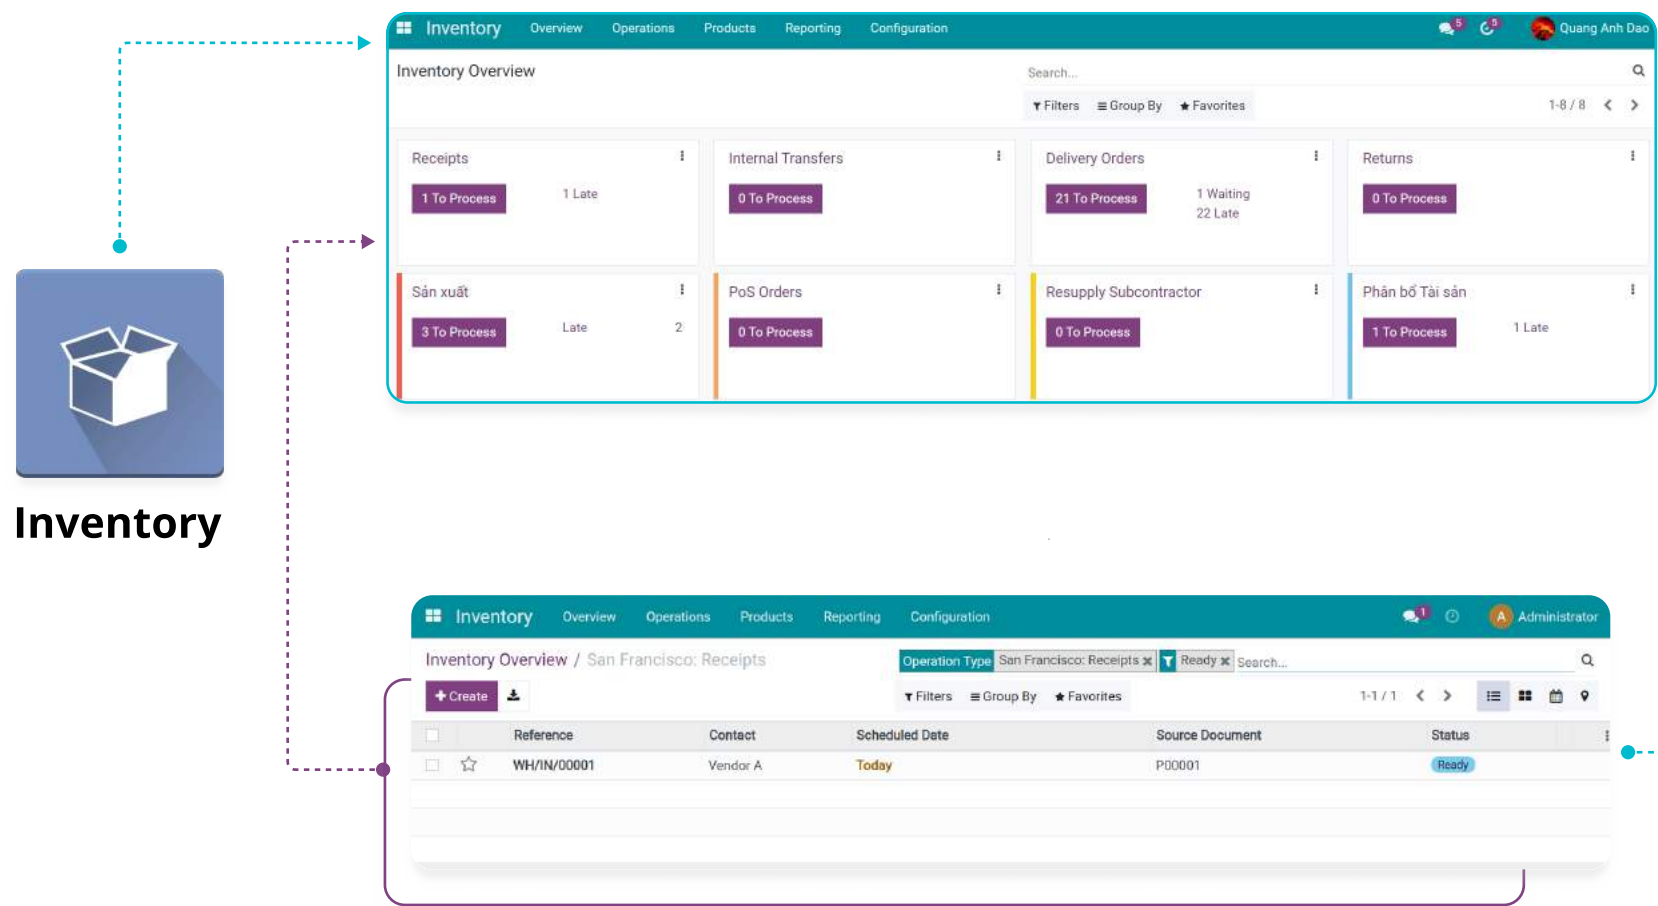 Inventory Overview Operations Products Reporting Configuration 5 5 Quang Anh Dao
Inventory Overview Search...
Filters Group By Favorites 1-8 / 8
Receipts Internal Transfers Delivery Orders Returns
1 To Process 1 Late 0 To Process 21 To Process 1 Waiting 0 To Process
22 Late
Sản xuất PoS Orders Resupply Subcontractor Phân bổ Tài sản
3 To Process Late 2 0 To Process 0 To Process 1 To Process 1 Late
Inventory
Inventory Overview Operations Products Reporting Configuration 1 A Administrator
Inventory Overview / San Francisco: Receipts Operation Type San Francisco: Receipts × Ready × Search...
+ Create Filters Group By Favorites 1-1 / 1
Reference Contact Scheduled Date Source Document Status
WH/IN/00001 Vendor A Today P00001 Ready